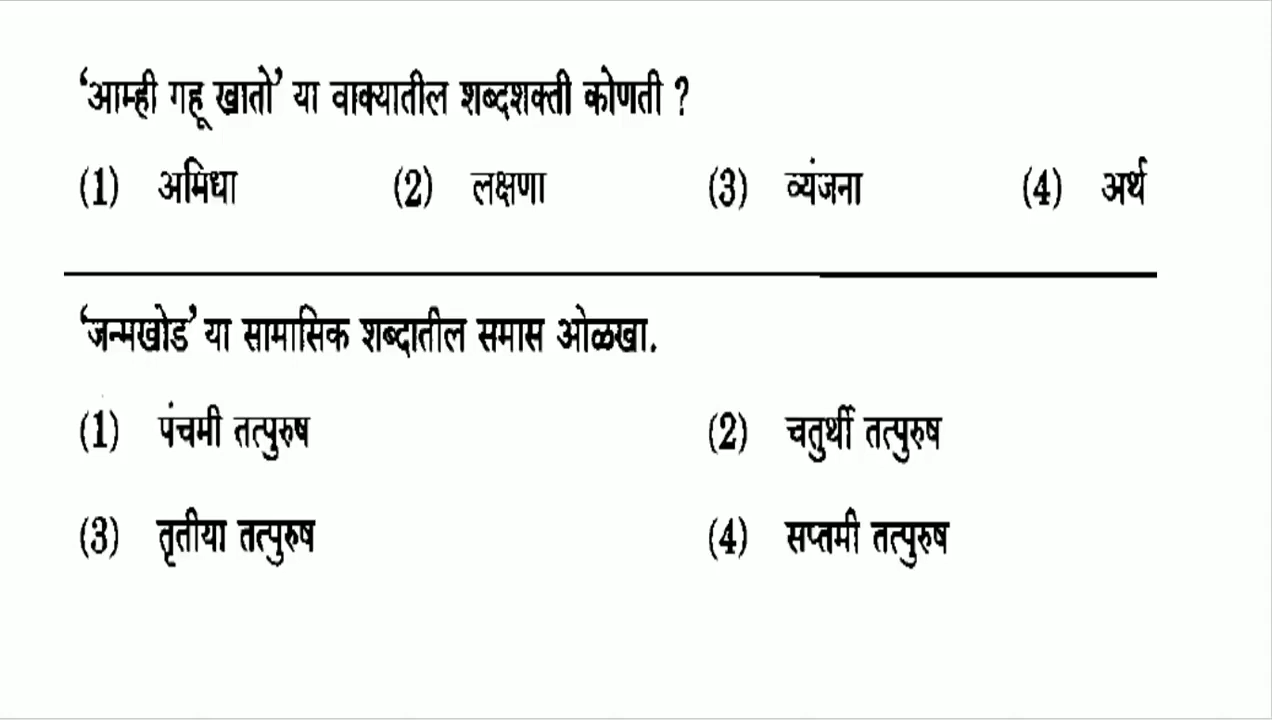 ‘आम्ही गहू खातो’ या वाक्यातील शब्दशक्ती कोणती ?
(1) अमिधा (2) लक्षणा (3) व्यंजना (4) अर्थ
‘जन्मखोड’ या सामासिक शब्दातील समास ओळखा.
(1) पंचमी तत्पुरुष (2) चतुर्थी तत्पुरुष
(3) तृतीया तत्पुरुष (4) सप्तमी तत्पुरुष